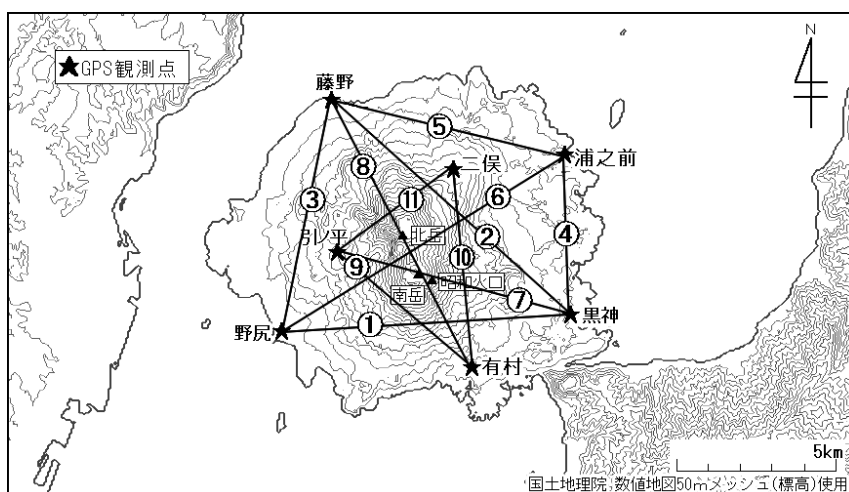 ★GPS観測点
N
藤野
⑤
浦之前
⑧
二俣
③
⑪
⑥
引ノ平
北岳
②
④
⑨
⑩
昭和火口
南岳
⑦
黒神
野尻
①
有村
5km
国土地理院 数値地図50mメッシュ(標高)使用